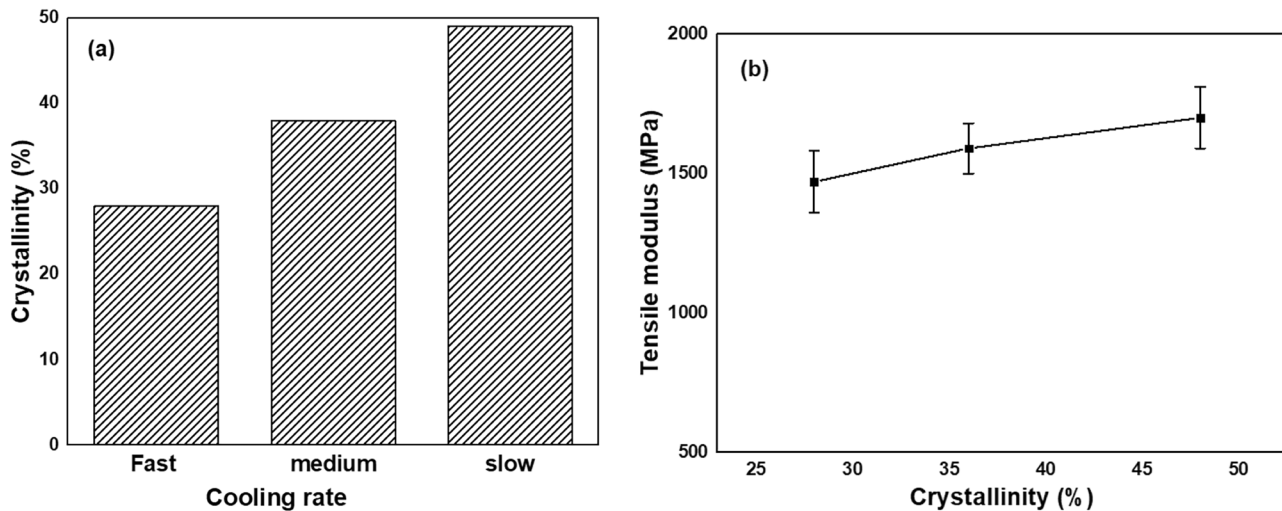 (a)
Crystallinity (%)
50
40
30
20
10
0
Fast medium slow
Cooling rate
(b)
Tensile modulus (MPa)
2000
1500
1000
500
25 30 35 40 45 50
Crystallinity (%)